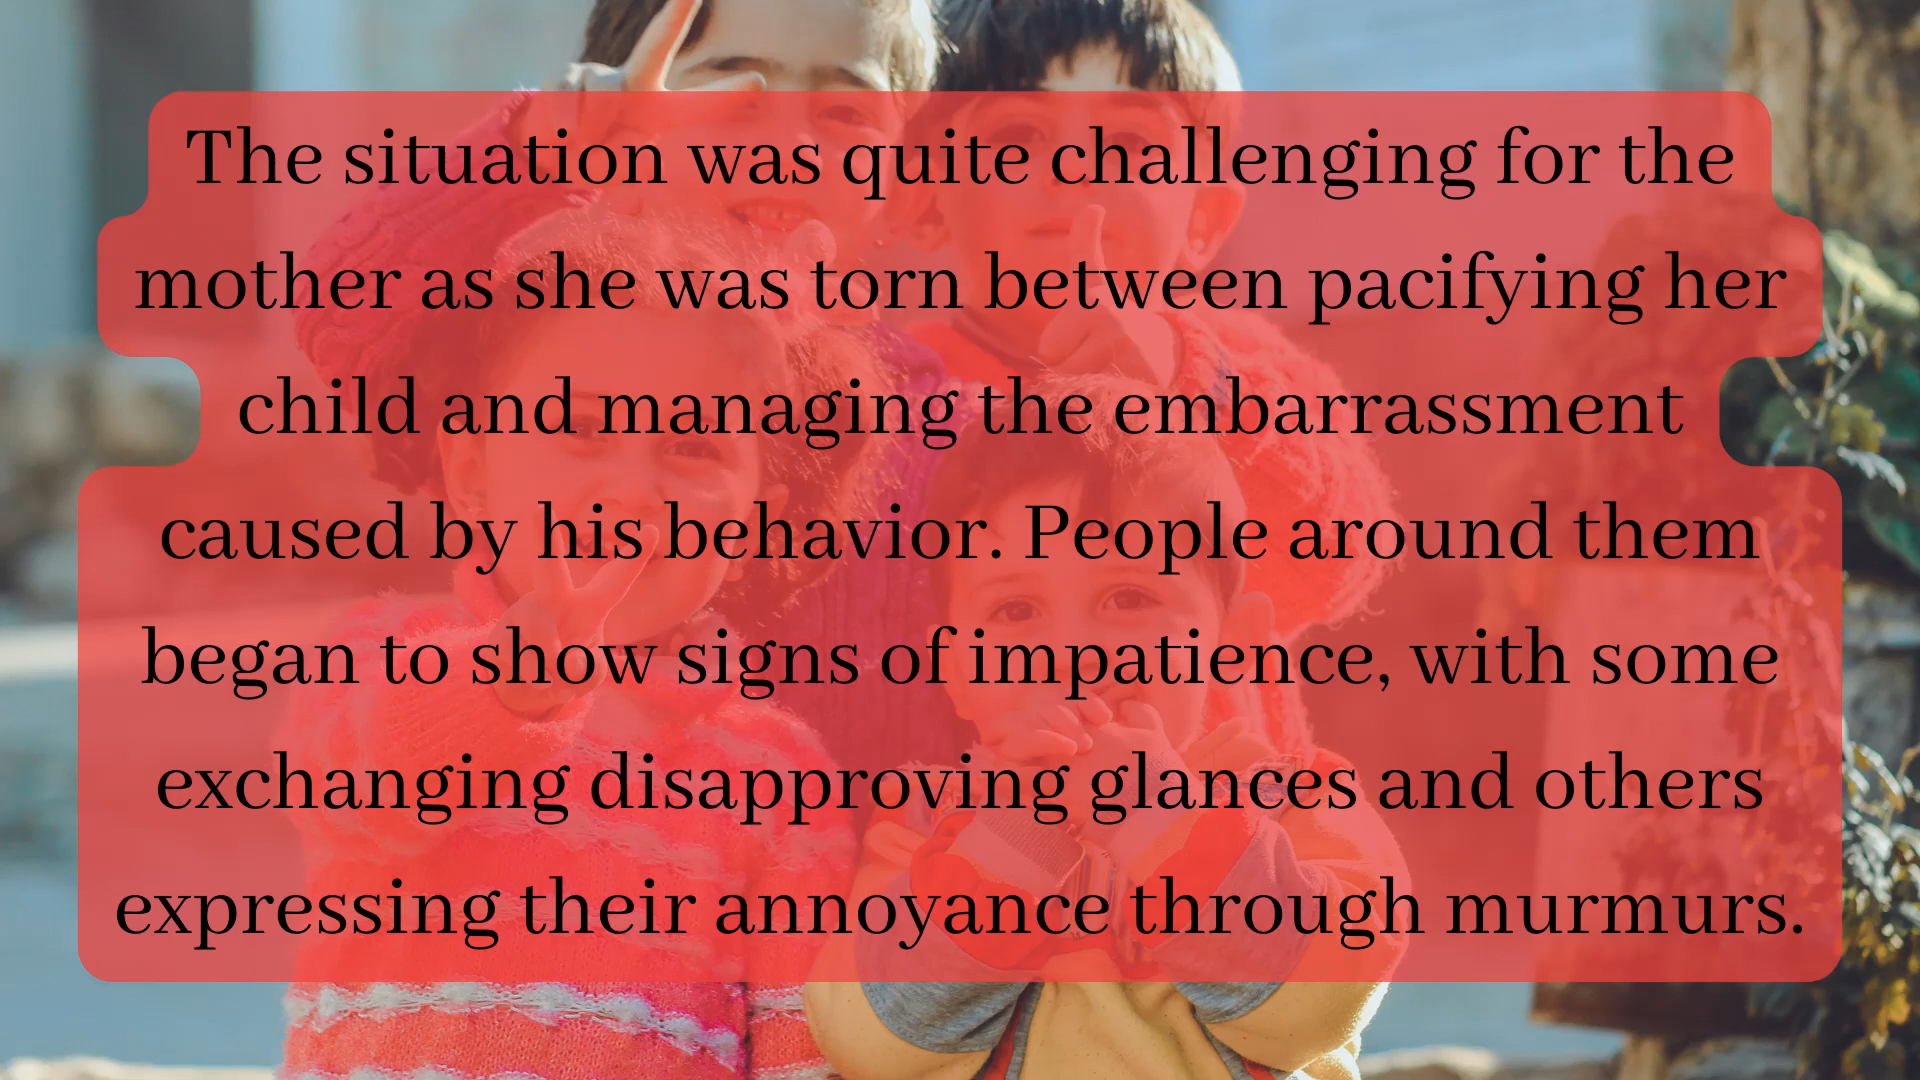 The situation was quite challenging for the
mother as she was torn between pacifying her
child and managing the embarrassment
caused by his behavior. People around them
began to show signs of impatience, with some
exchanging disapproving glances and others
expressing their annoyance through murmurs.